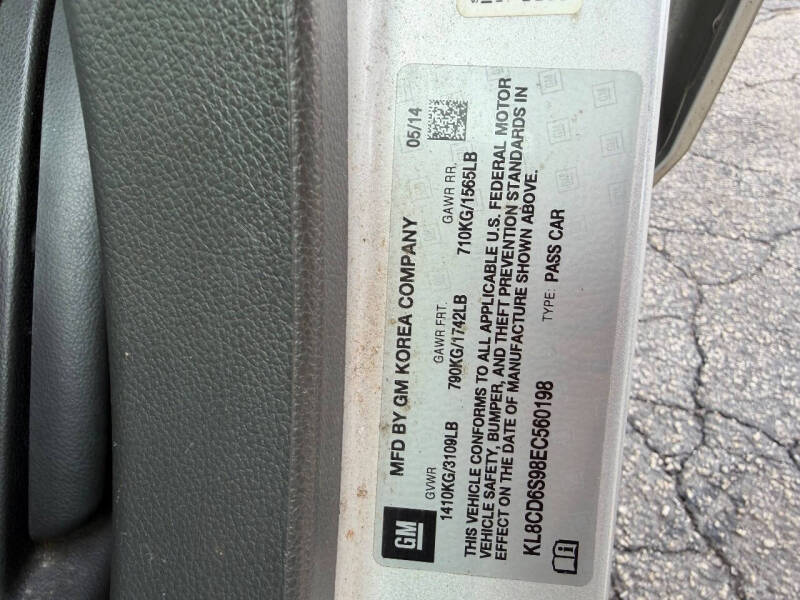 GM
MFD BY GM KOREA COMPANY 05/14
GVWR GAWR FRT. GAWR RR.
1410KG/3109LB 790KG/1742LB 710KG/1565LB
THIS VEHICLE CONFORMS TO ALL APPLICABLE U.S. FEDERAL MOTOR
VEHICLE SAFETY, BUMPER, AND THEFT PREVENTION STANDARDS IN
EFFECT ON THE DATE OF MANUFACTURE SHOWN ABOVE.
KL8CD6S98EC560198 TYPE: PASS CAR